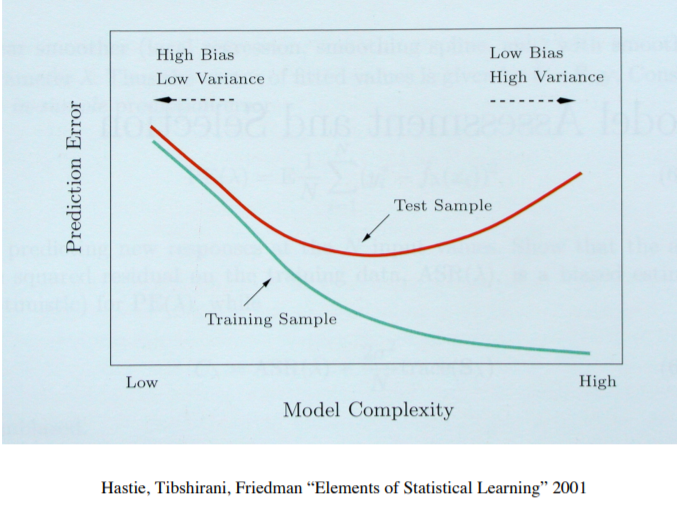 High Bias
Low Variance
Low Bias
High Variance
Prediction Error
Test Sample
Training Sample
Low
High
Model Complexity
Hastie, Tibshirani, Friedman “Elements of Statistical Learning” 2001